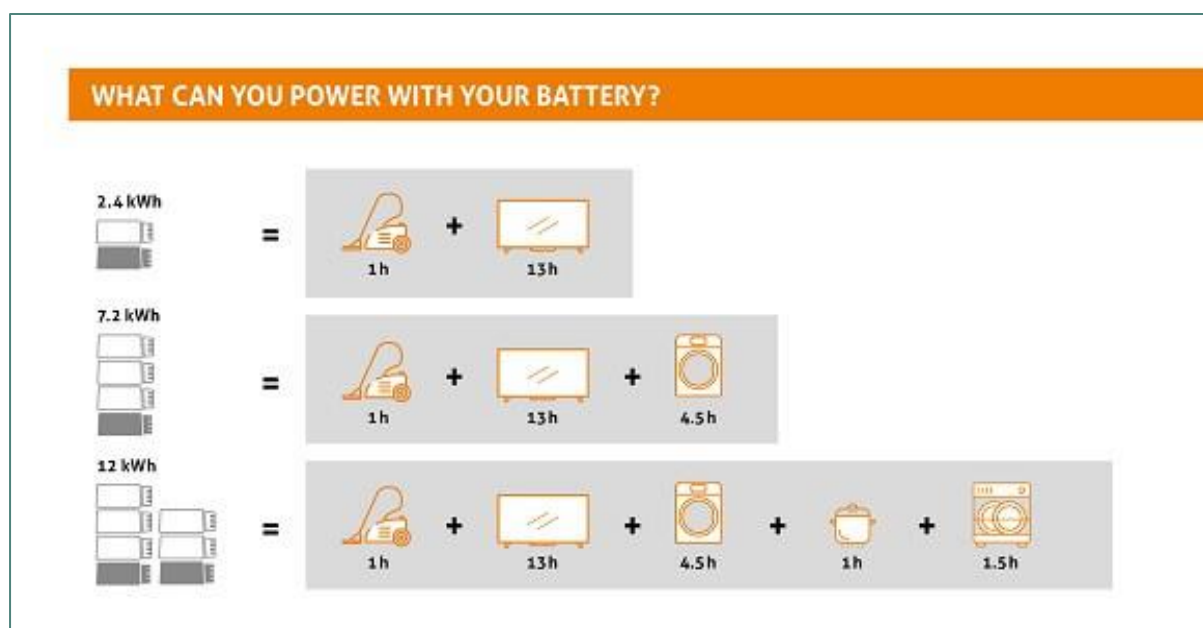 WHAT CAN YOU POWER WITH YOUR BATTERY?
2.4 kWh
= + 
1h 13h
7.2 kWh
= + +
1h 13h 4.5h
12 kWh
= + + + +
1h 13h 4.5h 1h 1.5h